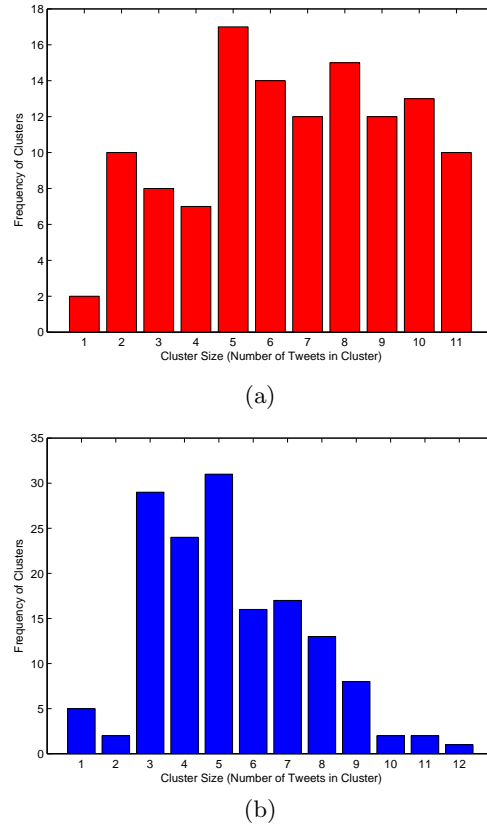 18
16
14
12
10
8
6
4
2
0
Frequency of Clusters
1 2 3 4 5 6 7 8 9 10 11
Cluster Size (Number of Tweets in Cluster)
(a)
35
30
25
20
15
10
5
0
Frequency of Clusters
1 2 3 4 5 6 7 8 9 10 11 12
Cluster Size (Number of Tweets in Cluster)
(b)